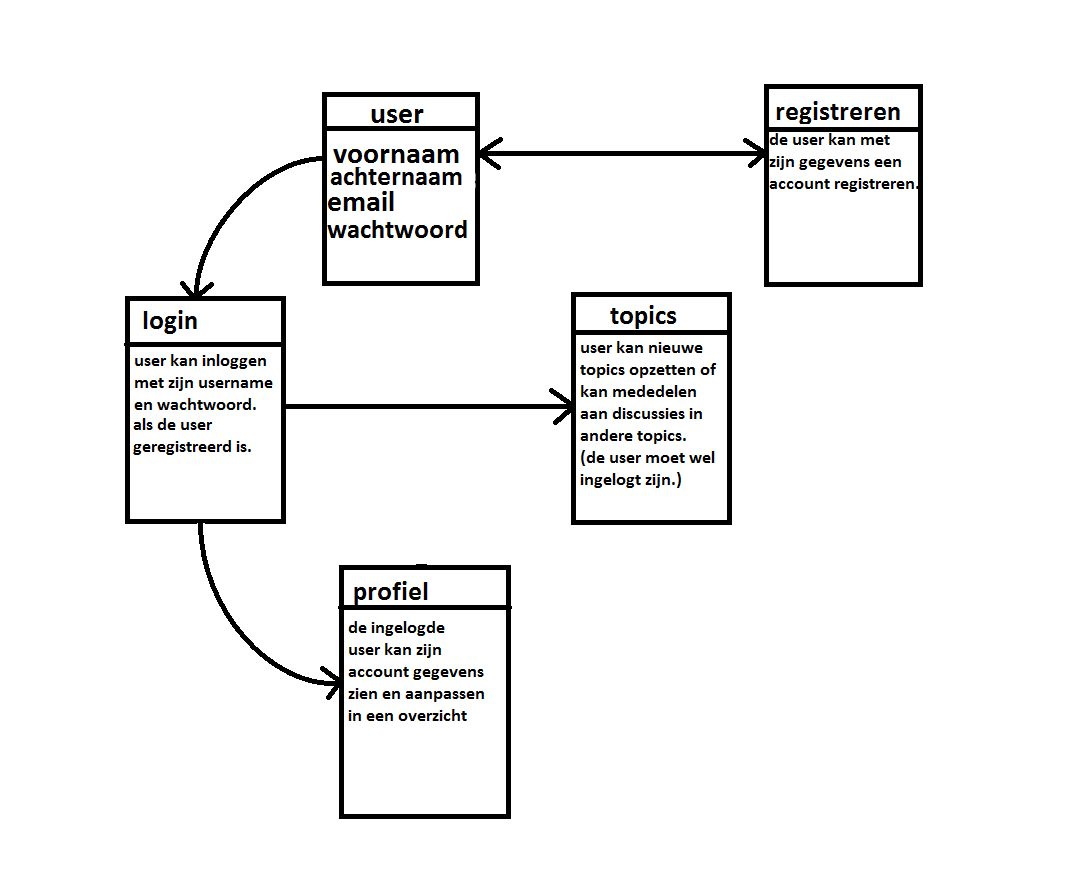 user
voornaam
achternaam
email
wachtwoord
registreren
de user kan met
zijn gegevens een
account registreren.
login
user kan inloggen
met zijn username
en wachtwoord.
als de user
geregistreerd is.
topics
user kan nieuwe
topics opzetten of
kan mededelen
aan discussies in
andere topics.
(de user moet wel
ingelogt zijn.)
profiel
de ingelogde
user kan zijn
account gegevens
zien en aanpassen
in een overzicht